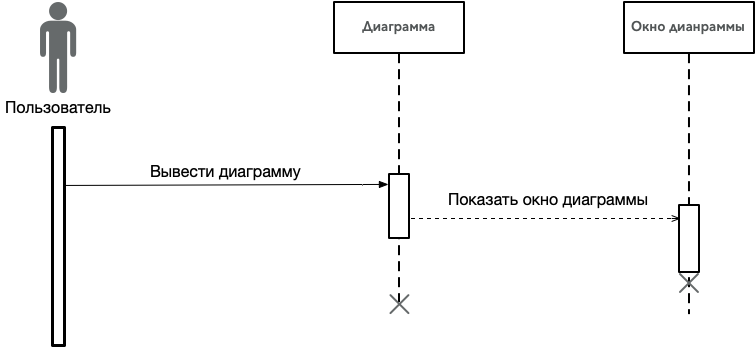 Диаграмма
Окно дианраммы
Пользователь
Вывести диаграмму
Показать окно диаграммы